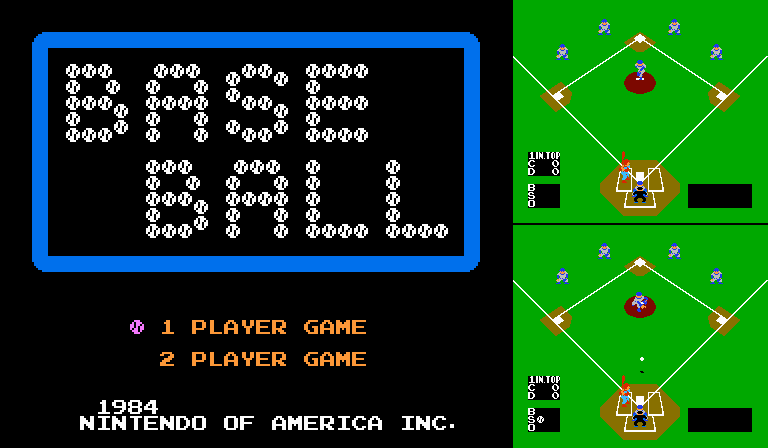 BASE
BALL
1 PLAYER GAME
2 PLAYER GAME
1984
NINTENDO OF AMERICA INC.
1IN.TOP
C 0
D 0
B
S
O
1IN.TOP
C 0
D 0
B
S
O